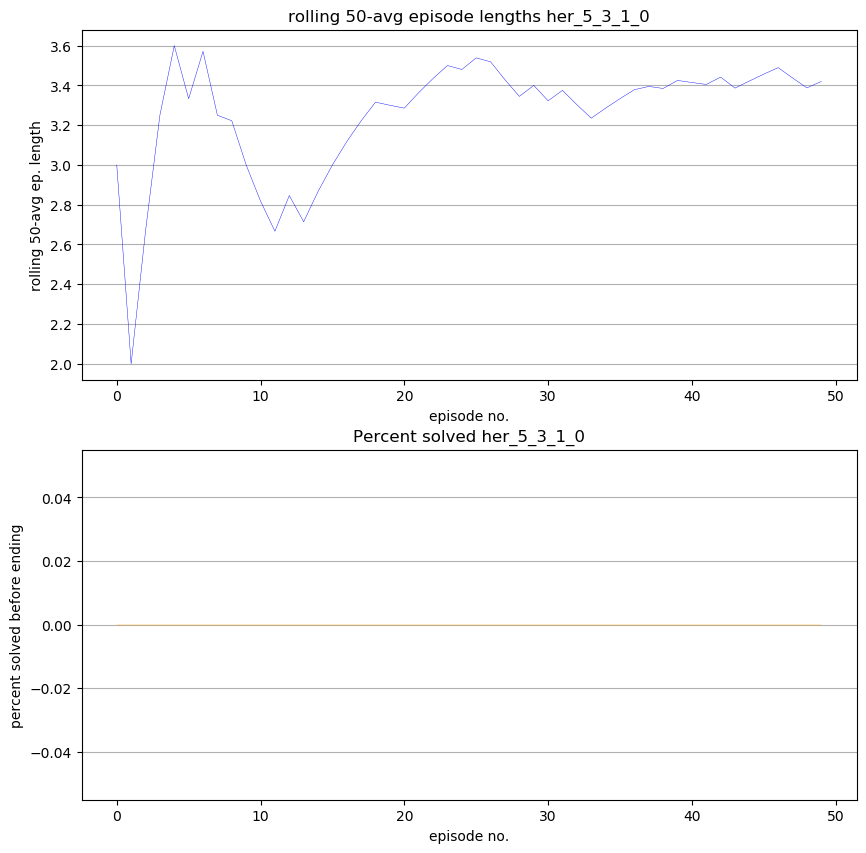 rolling 50-avg episode lengths her_5_3_1_0
3.6
3.4
3.2
3.0
2.8
2.6
2.4
2.2
2.0
rolling 50-avg ep. length
0 10 20 30 40 50
episode no.
Percent solved her_5_3_1_0
0.04
0.02
0.00
−0.02
−0.04
percent solved before ending
0 10 20 30 40 50
episode no.